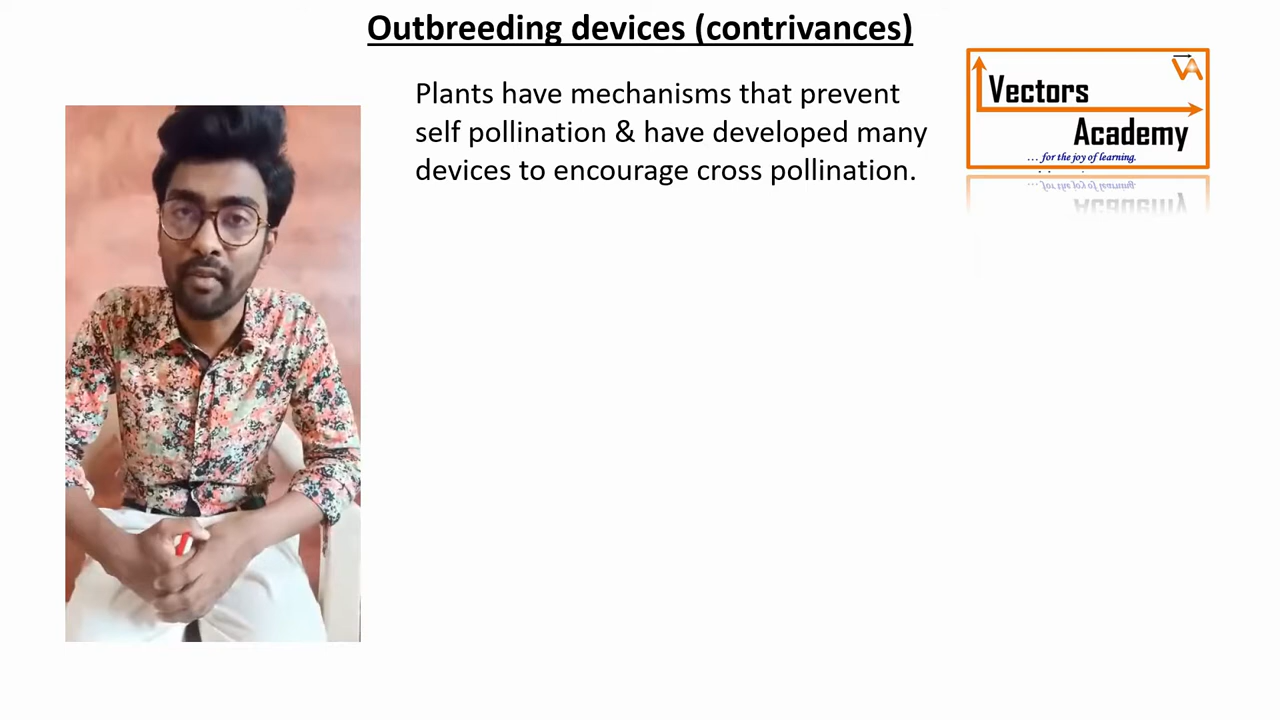 Outbreeding devices (contrivances)
Plants have mechanisms that prevent
self pollination & have developed many
devices to encourage cross pollination.
VA
Vectors
Academy
... for the joy of learning.